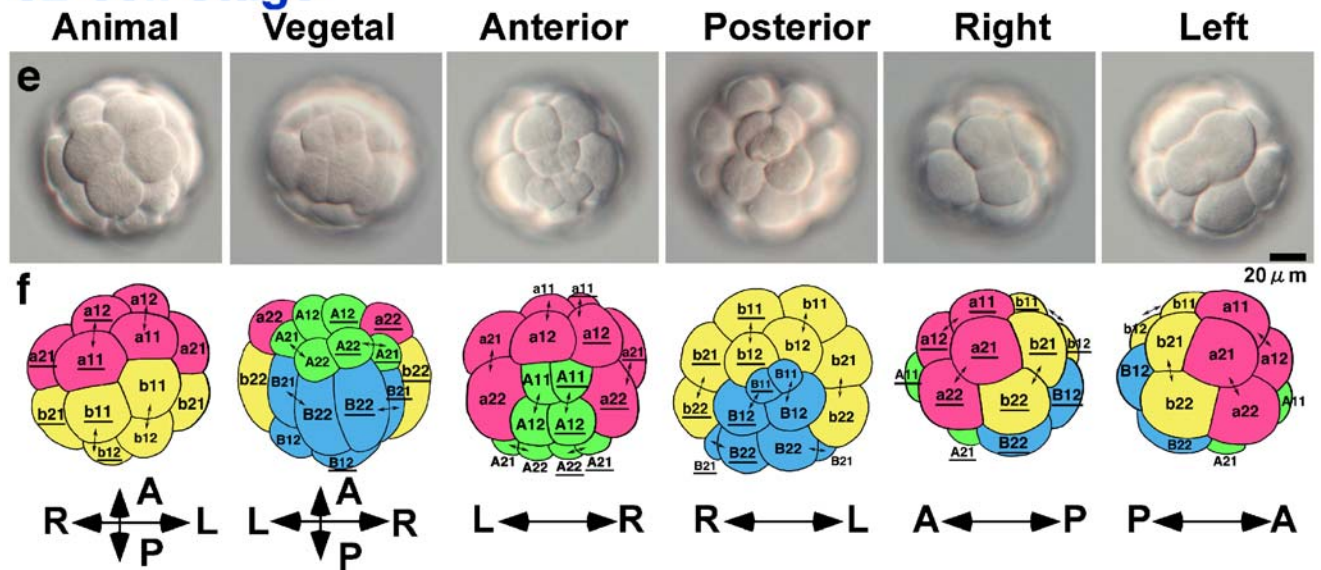 Animal Vegetal Anterior Posterior Right Left
e
20 μm
f
a12
a12
a11
a21
a11
a21
b11
b21
b11
b21
b12
b12
A12
A12
a22
a22
A21
A22
A21
A22
b22
b22
B21
B21
B22
B22
B12
B12
a11
a11
a21
a12
a12
a21
A11
A11
a22
a22
A12
A12
A21
A22
A22
A21
b11
b11
b21
b12
b12
b21
B11
B11
b22
B12
B12
b22
B21
B22
B22
B21
a11
b11
a12
a21
b21
b12
A11
a22
b22
B12
A21
B22
b11
a11
b12
b21
a21
a12
B12
b22
a22
A11
B22
A21
A
R L
P
A
L R
P
L R
R L
A P
P A